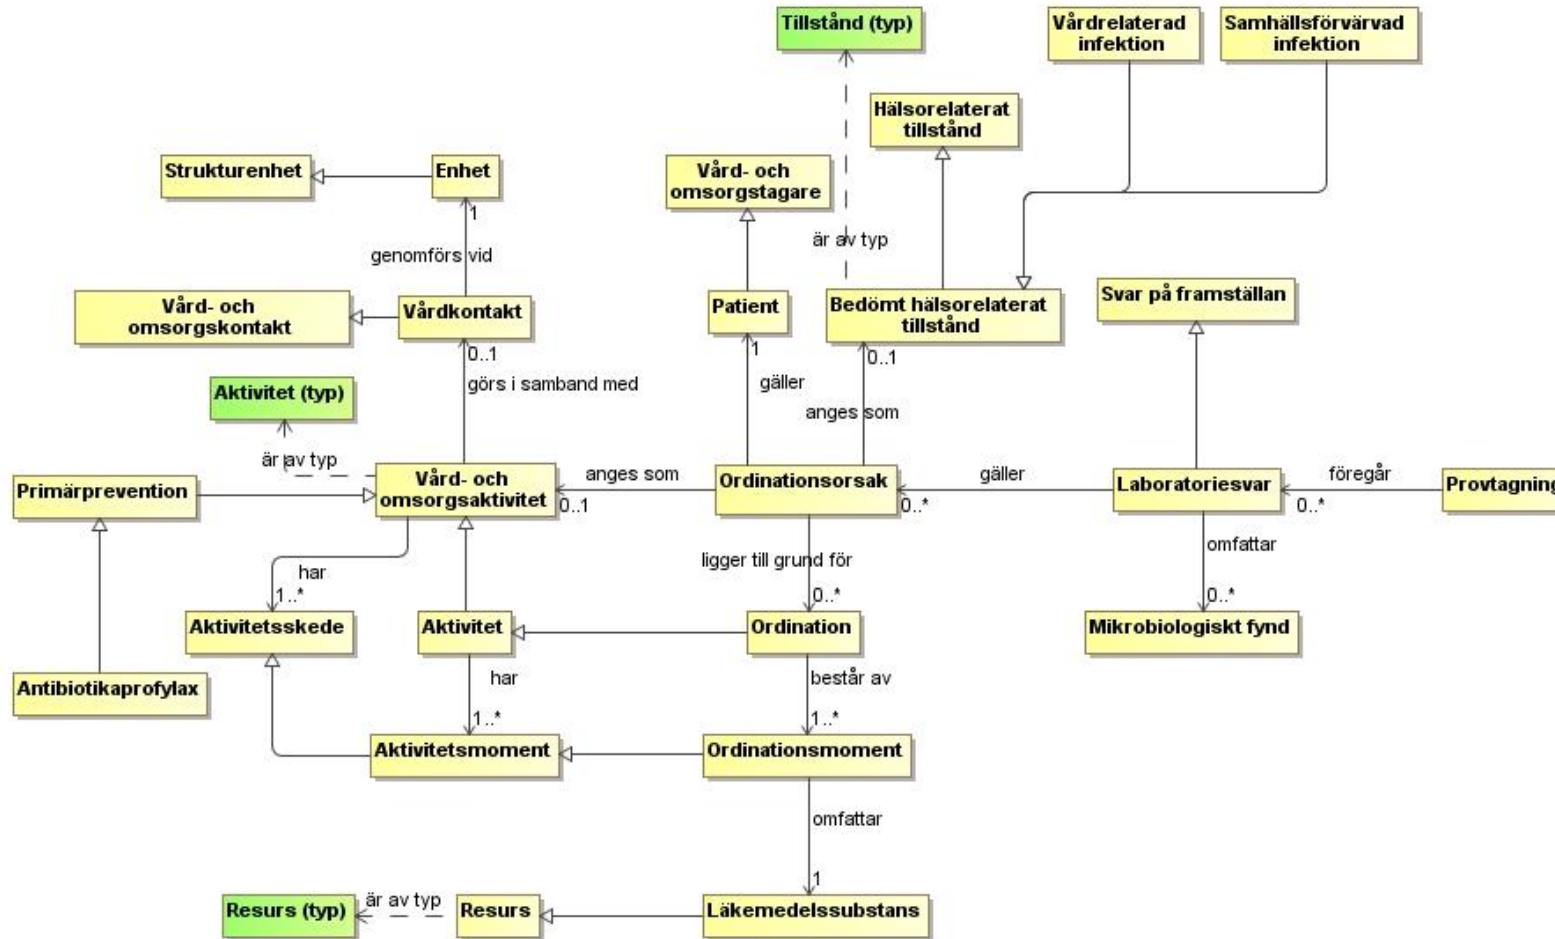 Tillstånd (typ)
Vårdrelaterad
infektion
Samhällsförvärvad
infektion
Hälsorelaterat
tillstånd
Strukturenhet
Enhet
Vård- och
omsorgstagare
1
är av typ
genomförs vid
Vård- och
omsorgskontakt
Vårdkontakt
Patient
Bedömt hälsorelaterat
tillstånd
Svar på framställan
0..1
1
0..1
görs i samband med
gäller
Aktivitet (typ)
anges som
är av typ
Primärprevention
Vård- och
omsorgsaktivitet
anges som
0..1
Ordinationsorsak
gäller
0..*
Laboratoriesvar
föregår
0..*
Provtagning
har
1..*
ligger till grund för
0..*
omfattar
0..*
Aktivitetsskede
Aktivitet
Ordination
Mikrobiologiskt fynd
Antibiotikaprofylax
har
1..*
består av
1..*
Aktivitetsmoment
Ordinationsmoment
omfattar
1
Resurs (typ)
är av typ
Resurs
Läkemedelssubstans